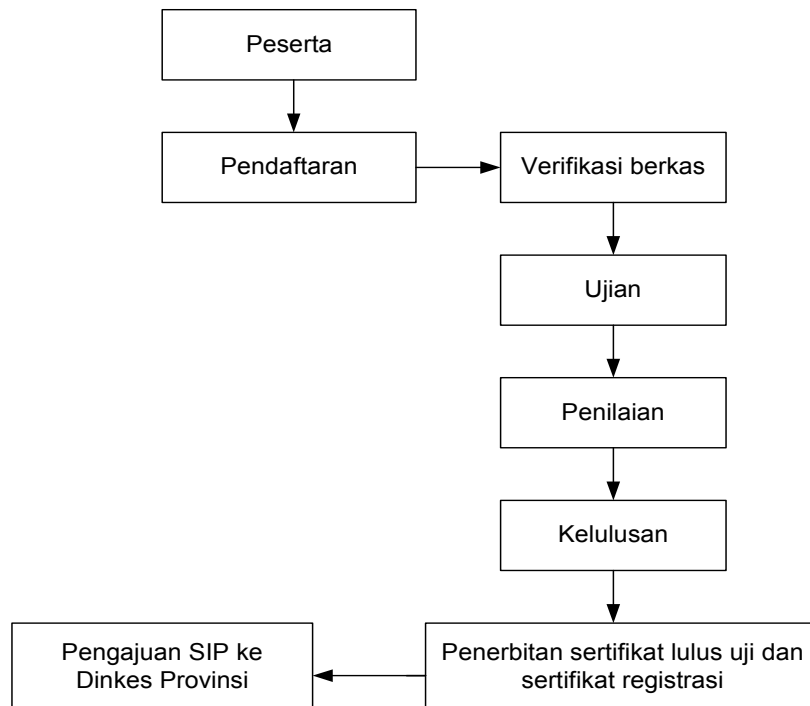 Peserta
Pendaftaran
Verifikasi berkas
Ujian
Penilaian
Kelulusan
Penerbitan sertifikat lulus uji dan
sertifikat registrasi
Pengajuan SIP ke
Dinkes Provinsi